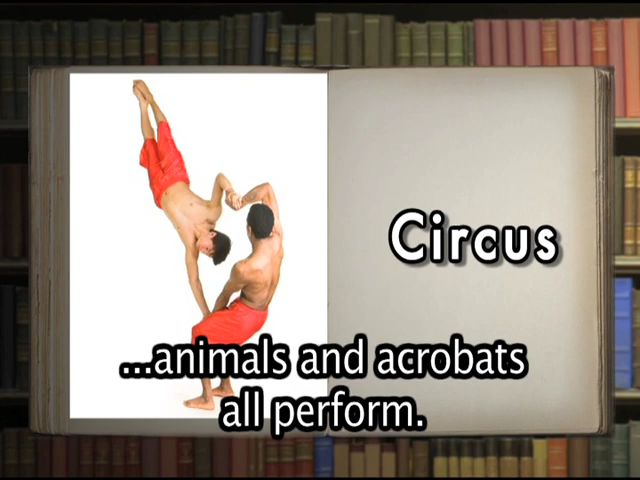 Circus
...animals and acrobats
all perform.